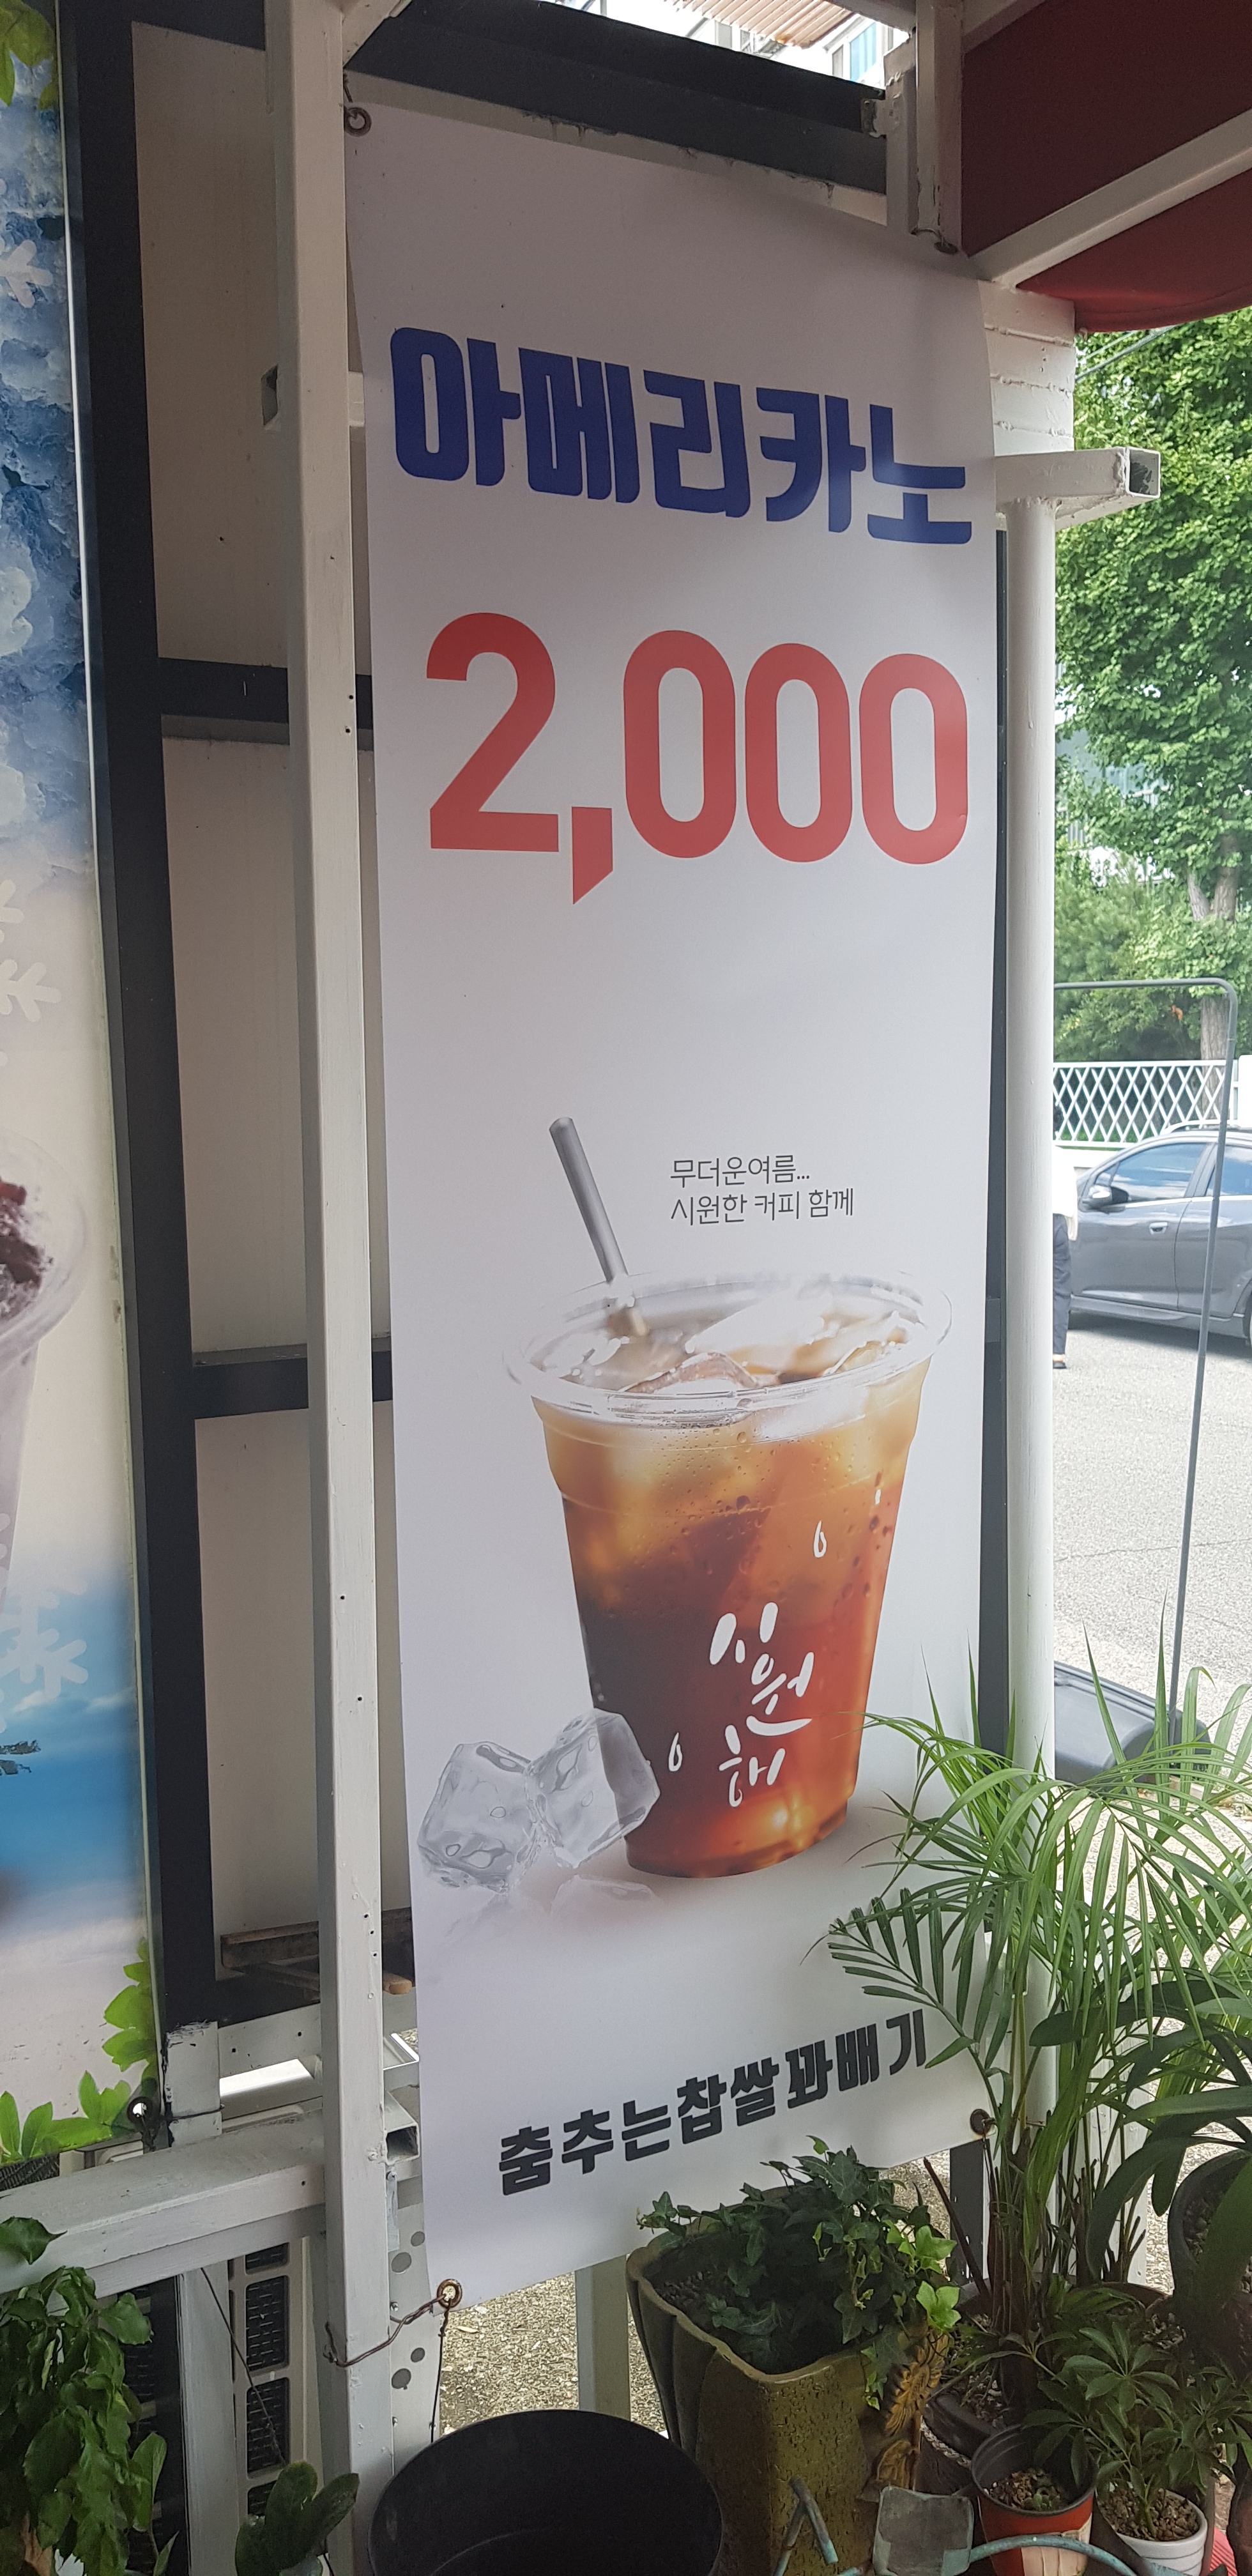 아메리카노
2,000
무더운여름...
시원한 커피 함께
시
원
해
춤추는찹쌀꽈배기